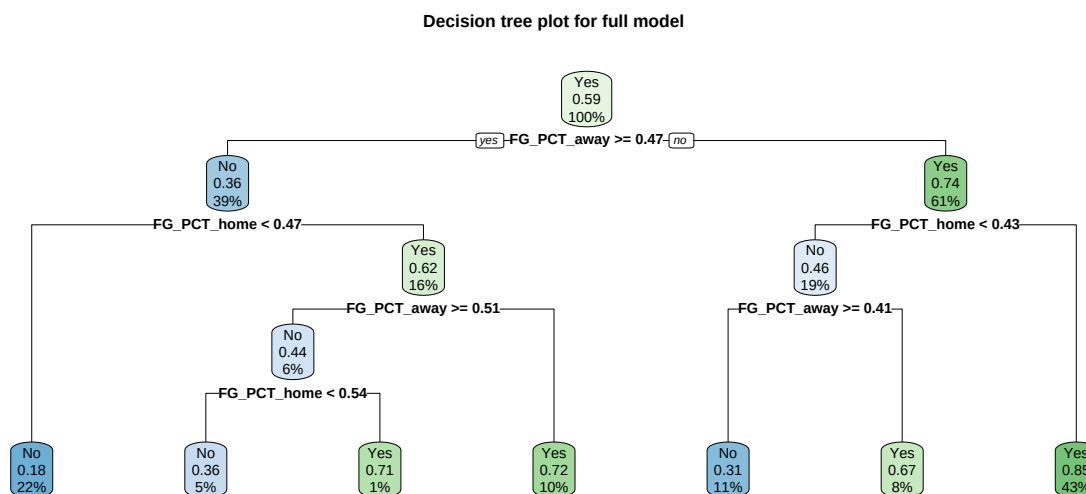 Decision tree plot for full model
Yes
0.59
100%
yes FG_PCT_away >= 0.47 no
No
0.36
39%
Yes
0.74
61%
FG_PCT_home < 0.47
FG_PCT_home < 0.43
Yes
0.62
16%
No
0.46
19%
FG_PCT_away >= 0.51
FG_PCT_away >= 0.41
No
0.44
6%
FG_PCT_home < 0.54
No
0.18
22%
No
0.36
5%
Yes
0.71
1%
Yes
0.72
10%
No
0.31
11%
Yes
0.67
8%
Yes
0.85
43%